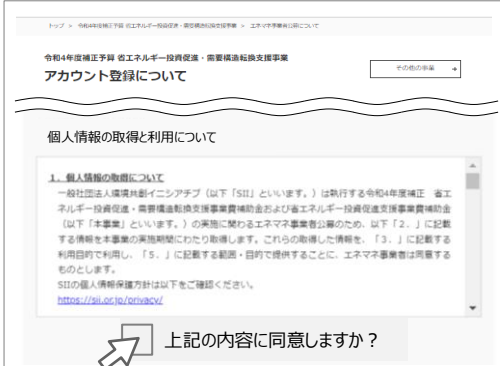 トップ > 令和4年度補正予算 省エネルギー投資促進・需要構造転換支援事業 > エネマネ事業者公募について
令和4年度補正予算 省エネルギー投資促進・需要構造転換支援事業
アカウント登録について
その他の事業
個人情報の取得と利用について
1．個人情報の取得について
一般社団法人環境共創イニシアチブ（以下「SII」といいます。）は執行する令和4年度補正 省エ
ネルギー投資促進・需要構造転換支援事業費補助金および省エネルギー投資促進支援事業費補助金
（以下「本事業」といいます。）の実施に関わるエネマネ事業者公募のため、以下「2．」に記載
する情報を本事業の実施期間にわたり取得します。これらの取得した情報を、「3．」に記載する
利用目的で利用し、「5．」に記載する範囲・目的で提供することに、エネマネ事業者は同意する
ものとします。
SIIの個人情報保護方針は以下をご確認ください。
https://sii.or.jp/privacy/
上記の内容に同意しますか？